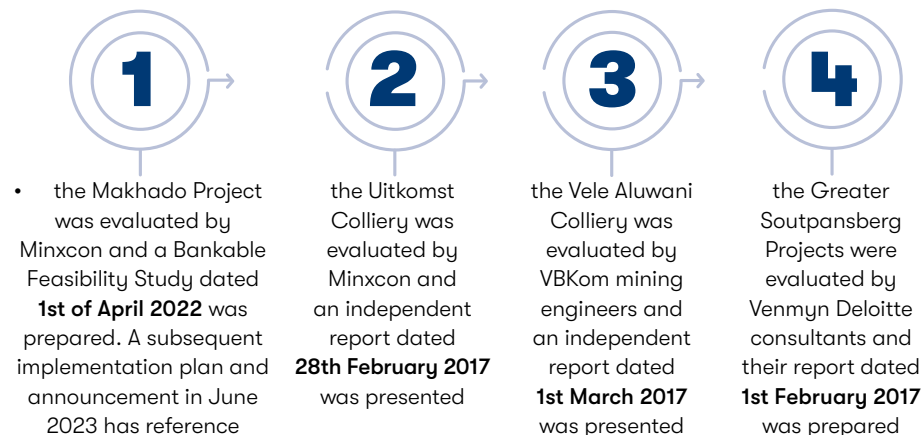 1
• the Makhado Project
was evaluated by
Minxcon and a Bankable
Feasibility Study dated
1st of April 2022 was
prepared. A subsequent
implementation plan and
announcement in June
2023 has reference
2
the Uitkomst
Colliery was
evaluated by
Minxcon and
an independent
report dated
28th February 2017
was presented
3
the Vele Aluwani
Colliery was
evaluated by
VBKom mining
engineers and
an independent
report dated
1st March 2017
was presented
4
the Greater
Soutpansberg
Projects were
evaluated by
Venmyn Deloitte
consultants and
their report dated
1st February 2017
was prepared